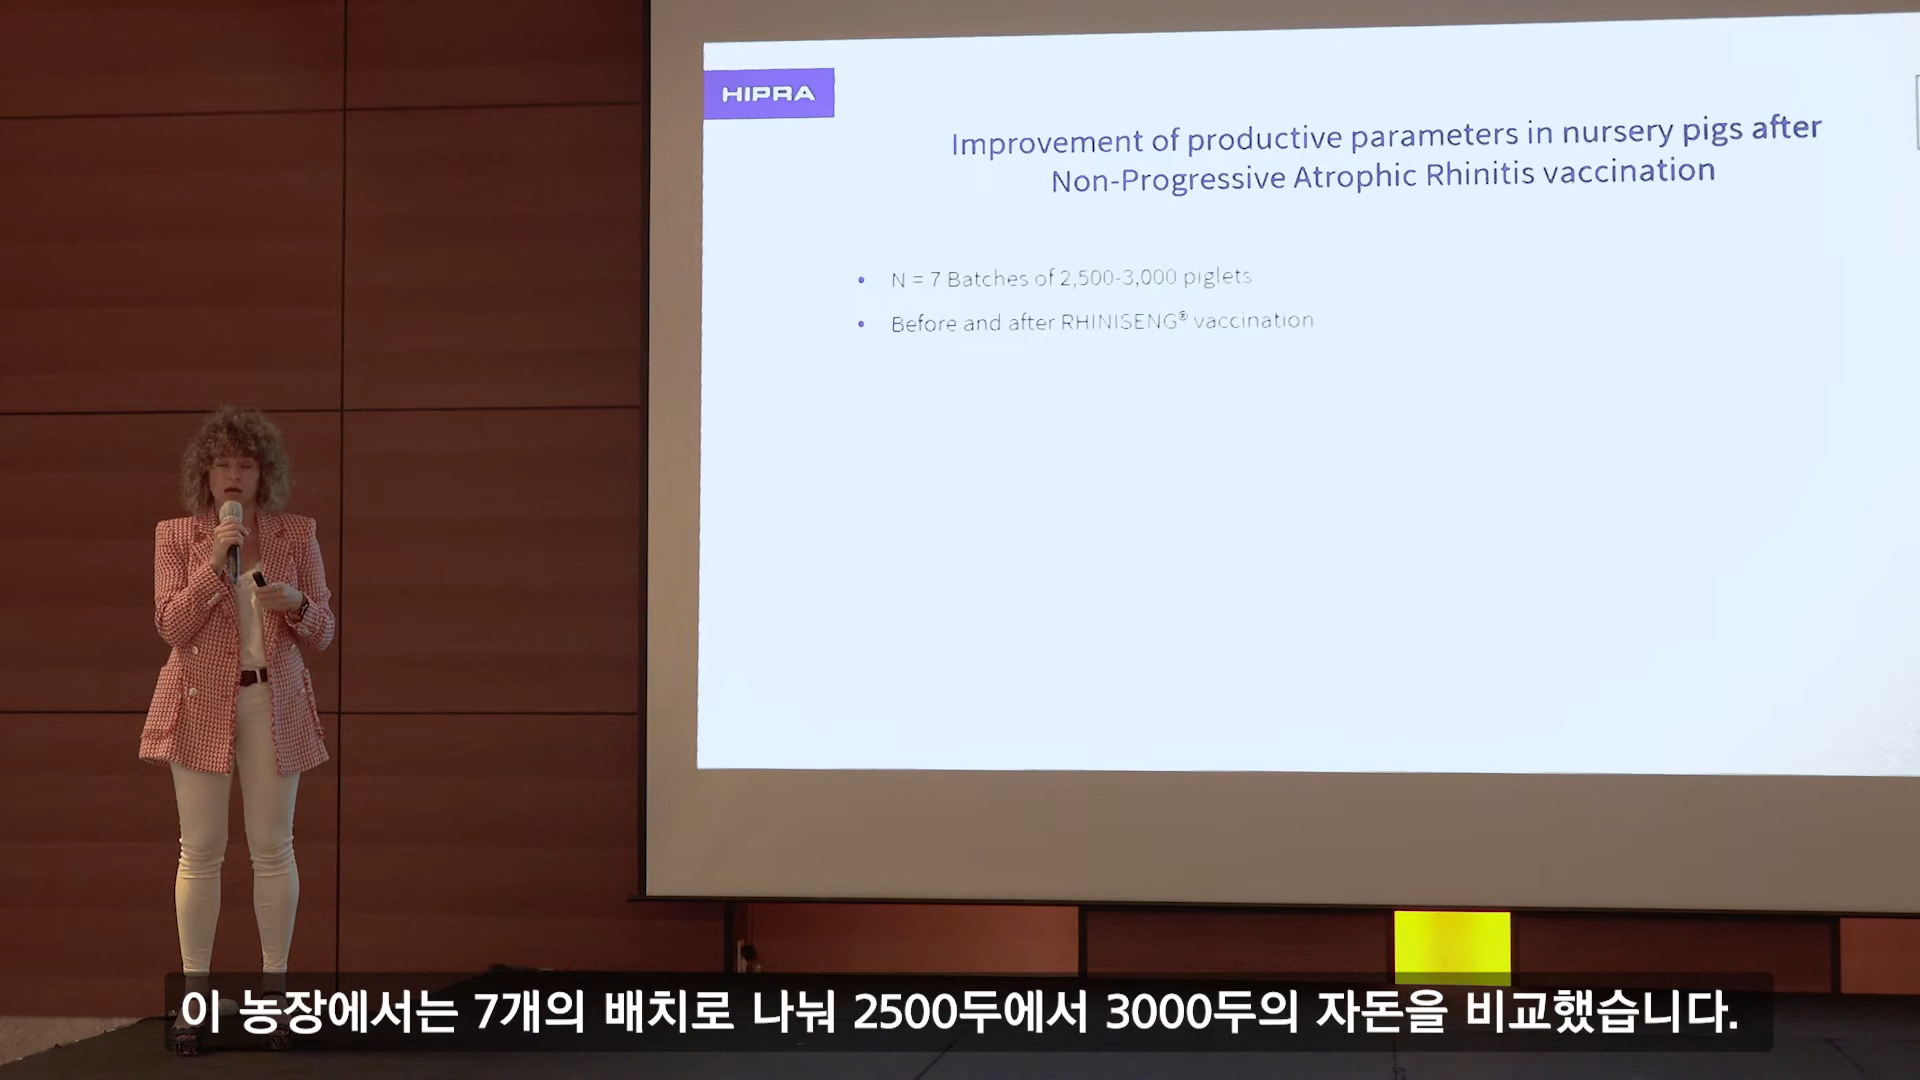 HIPRA
Improvement of productive parameters in nursery pigs after
Non-Progressive Atrophic Rhinitis vaccination
• N = 7 Batches of 2,500-3,000 piglets
• Before and after RHINISENG® vaccination
이 농장에서는 7개의 배치로 나눠 2500두에서 3000두의 자돈을 비교했습니다.